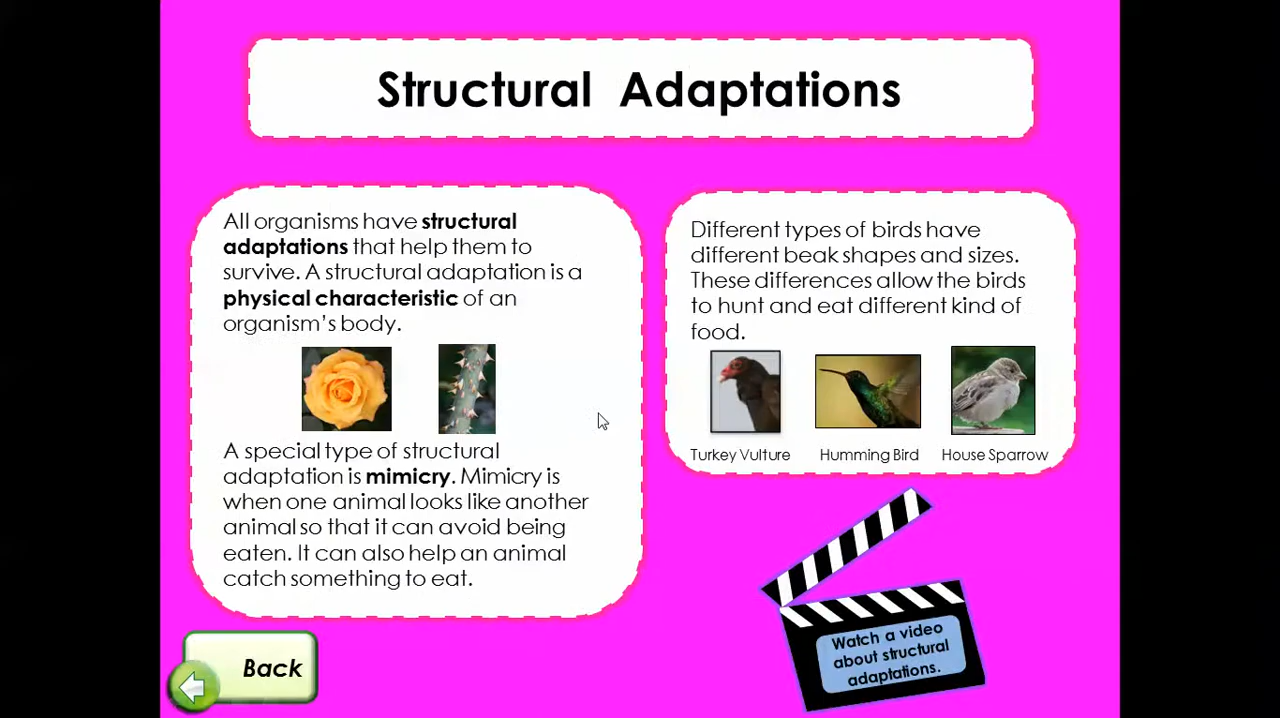 Structural Adaptations
All organisms have structural
adaptations that help them to
survive. A structural adaptation is a
physical characteristic of an
organism's body.
A special type of structural
adaptation is mimicry. Mimicry is
when one animal looks like another
animal so that it can avoid being
eaten. It can also help an animal
catch something to eat.
Different types of birds have
different beak shapes and sizes.
These differences allow the birds
to hunt and eat different kind of
food.
Turkey Vulture
Humming Bird
House Sparrow
Watch a video
about structural
adaptations.
Back